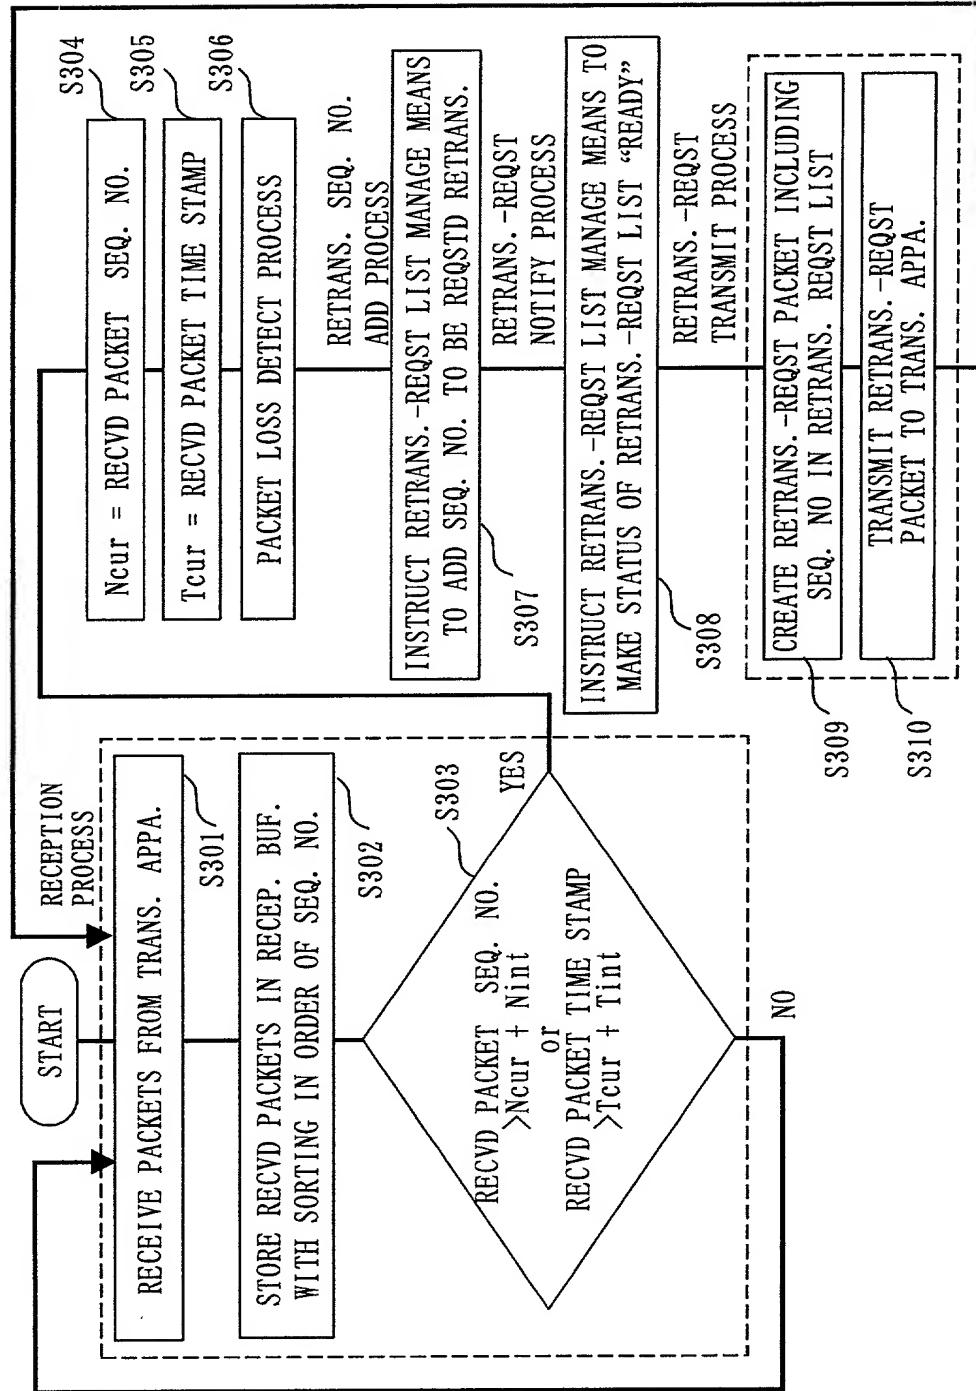 START
RECEPTION
PROCESS
RECEIVE PACKETS FROM TRANS. APPA.
S301
STORE RECVD PACKETS IN RECEP. BUF.
WITH SORTING IN ORDER OF SEQ. NO.
S302
S303
RECVD PACKET SEQ. NO.
>Ncur + Nint
or
RECVD PACKET TIME STAMP
>Tcur + Tint
YES
NO
S304
Ncur = RECVD PACKET SEQ. NO.
S305
Tcur = RECVD PACKET TIME STAMP
S306
PACKET LOSS DETECT PROCESS
RETRANS. SEQ. NO.
ADD PROCESS
INSTRUCT RETRANS.-REQST LIST MANAGE MEANS
TO ADD SEQ. NO. TO BE REQSTD RETRANS.
S307
RETRANS.-REQST
NOTIFY PROCESS
INSTRUCT RETRANS.-REQST LIST MANAGE MEANS TO
MAKE STATUS OF RETRANS.-REQST LIST “READY”
S308
RETRANS.-REQST
TRANSMIT PROCESS
CREATE RETRANS.-REQST PACKET INCLUDING
SEQ. NO IN RETRANS. REQST LIST
S309
TRANSMIT RETRANS.-REQST
PACKET TO TRANS. APPA.
S310